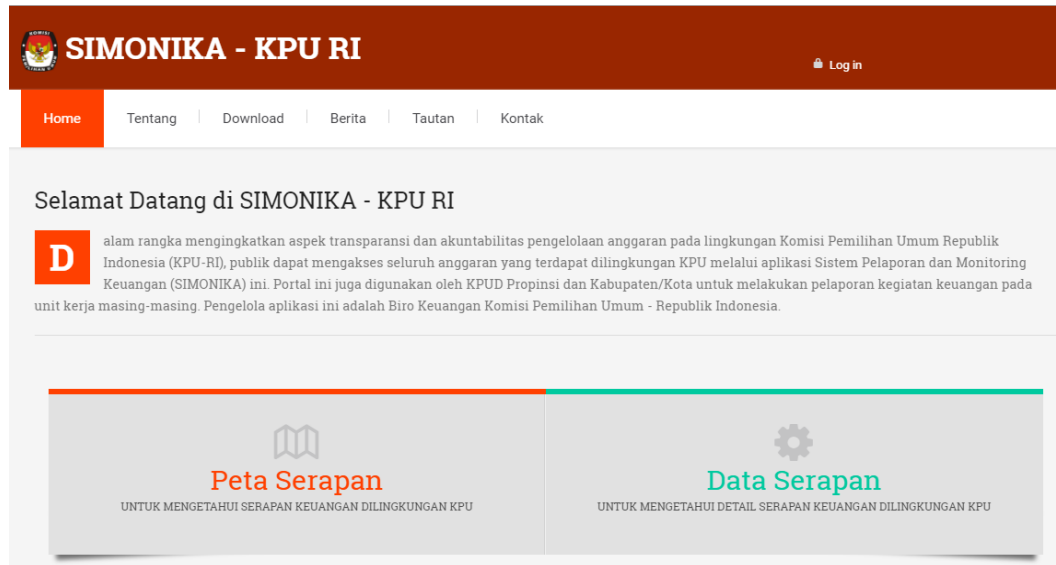 SIMONIKA - KPU RI
Log in
Home Tentang Download Berita Tautan Kontak
Selamat Datang di SIMONIKA - KPU RI
Dalam rangka mengingkatkan aspek transparansi dan akuntabilitas pengelolaan anggaran pada lingkungan Komisi Pemilihan Umum Republik
Indonesia (KPU-RI), publik dapat mengakses seluruh anggaran yang terdapat dilingkungan KPU melalui aplikasi Sistem Pelaporan dan Monitoring
Keuangan (SIMONIKA) ini. Portal ini juga digunakan oleh KPUD Propinsi dan Kabupaten/Kota untuk melakukan pelaporan kegiatan keuangan pada
unit kerja masing-masing. Pengelola aplikasi ini adalah Biro Keuangan Komisi Pemilihan Umum - Republik Indonesia.
Peta Serapan
UNTUK MENGETAHUI SERAPAN KEUANGAN DILINGKUNGAN KPU
Data Serapan
UNTUK MENGETAHUI DETAIL SERAPAN KEUANGAN DILINGKUNGAN KPU